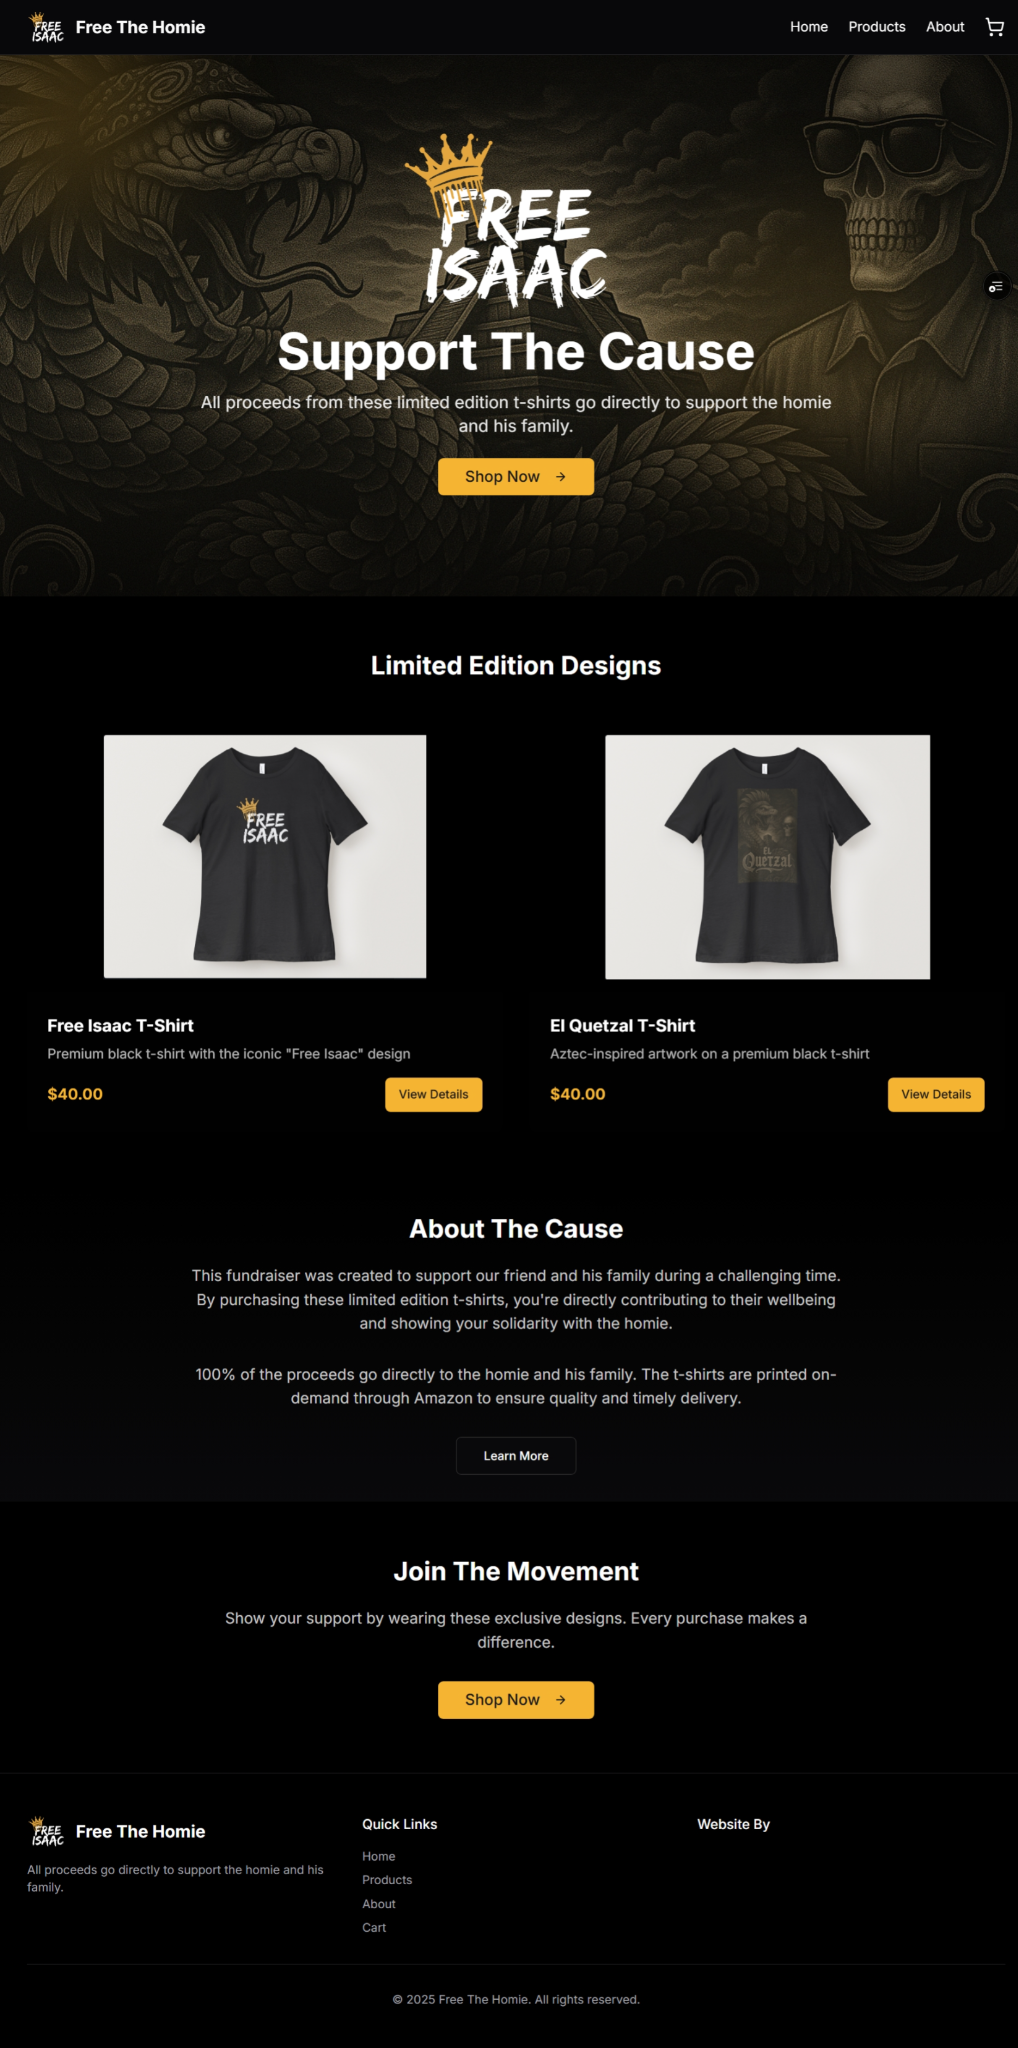 FREE
ISAAC
Free The Homie
Home
Products
About
FREE
ISAAC
Support The Cause
All proceeds from these limited edition t-shirts go directly to support the homie
and his family.
Shop Now →
Limited Edition Designs
FREE
ISAAC
EL
Quetzal
Free Isaac T-Shirt
Premium black t-shirt with the iconic "Free Isaac" design
$40.00
View Details
El Quetzal T-Shirt
Aztec-inspired artwork on a premium black t-shirt
$40.00
View Details
About The Cause
This fundraiser was created to support our friend and his family during a challenging time.
By purchasing these limited edition t-shirts, you're directly contributing to their wellbeing
and showing your solidarity with the homie.
100% of the proceeds go directly to the homie and his family. The t-shirts are printed on-
demand through Amazon to ensure quality and timely delivery.
Learn More
Join The Movement
Show your support by wearing these exclusive designs. Every purchase makes a
difference.
Shop Now →
FREE
ISAAC
Free The Homie
All proceeds go directly to support the homie and his
family.
Quick Links
Home
Products
About
Cart
Website By
© 2025 Free The Homie. All rights reserved.